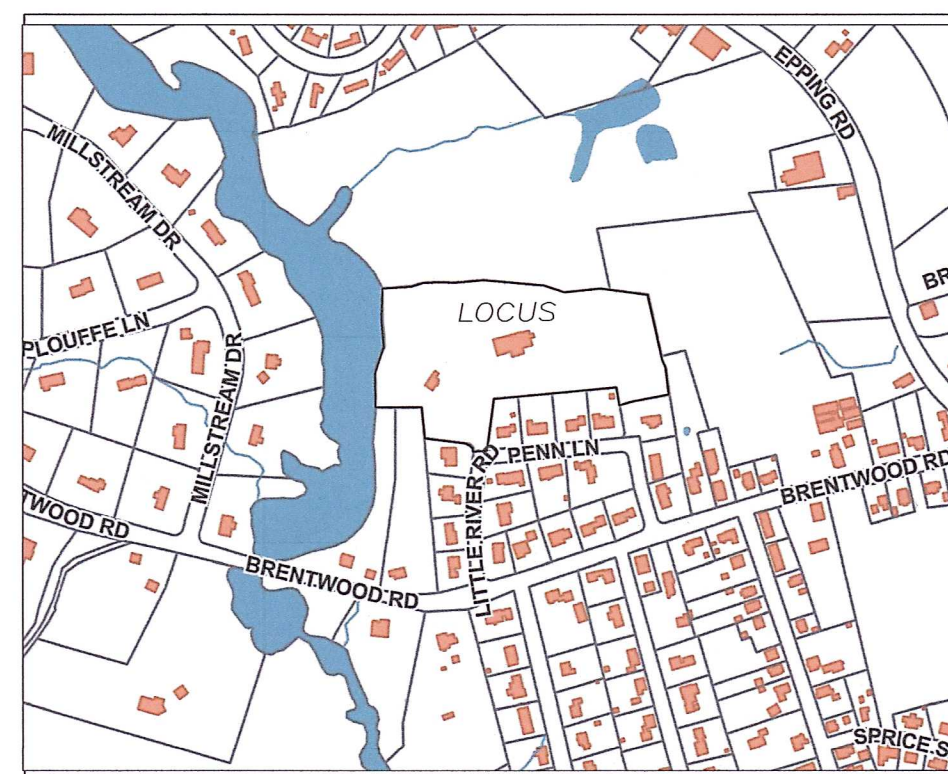 EPPING RD
MILLSTREAM DR
BR
LOCUS
PLOUFFE LN
MILLSTREAM DR
PENN LN
LITTLE RIVER RD
BRENTWOOD RD
TWOOD RD
BRENTWOOD RD
SPRICE S